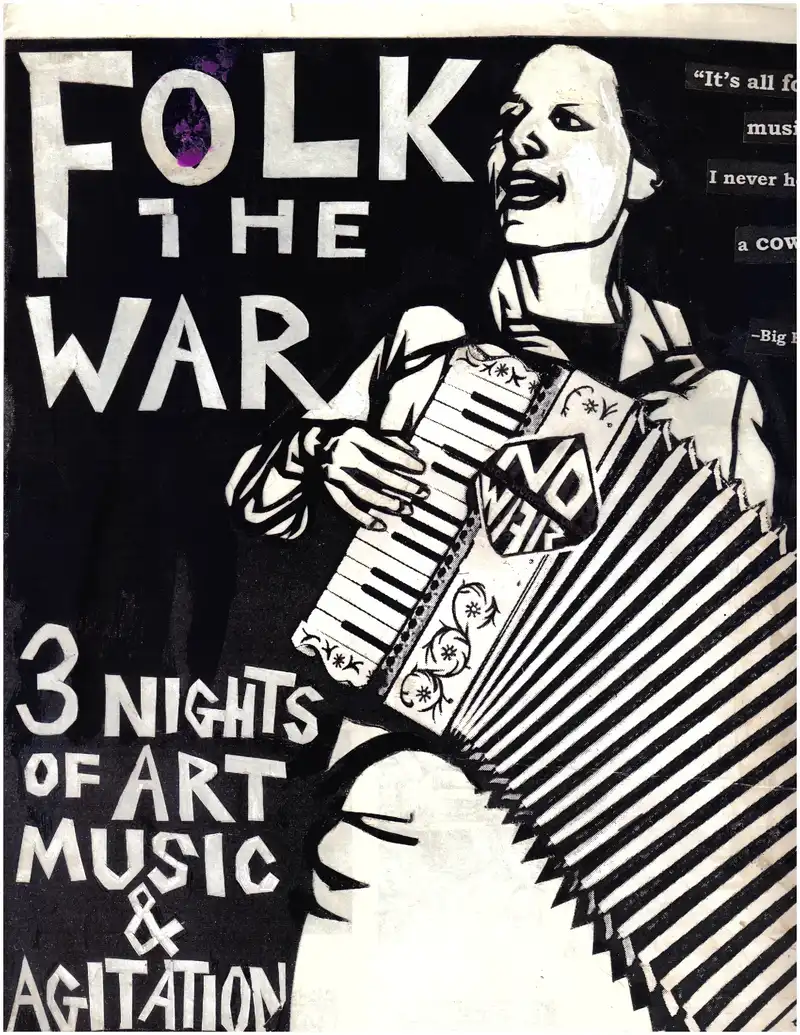 FOLK
THE
WAR
“It's all fo
musi
I never h
a cow
–Big
NO
WAR
3 NIGHTS
OF ART
MUSIC
&
AGITATION